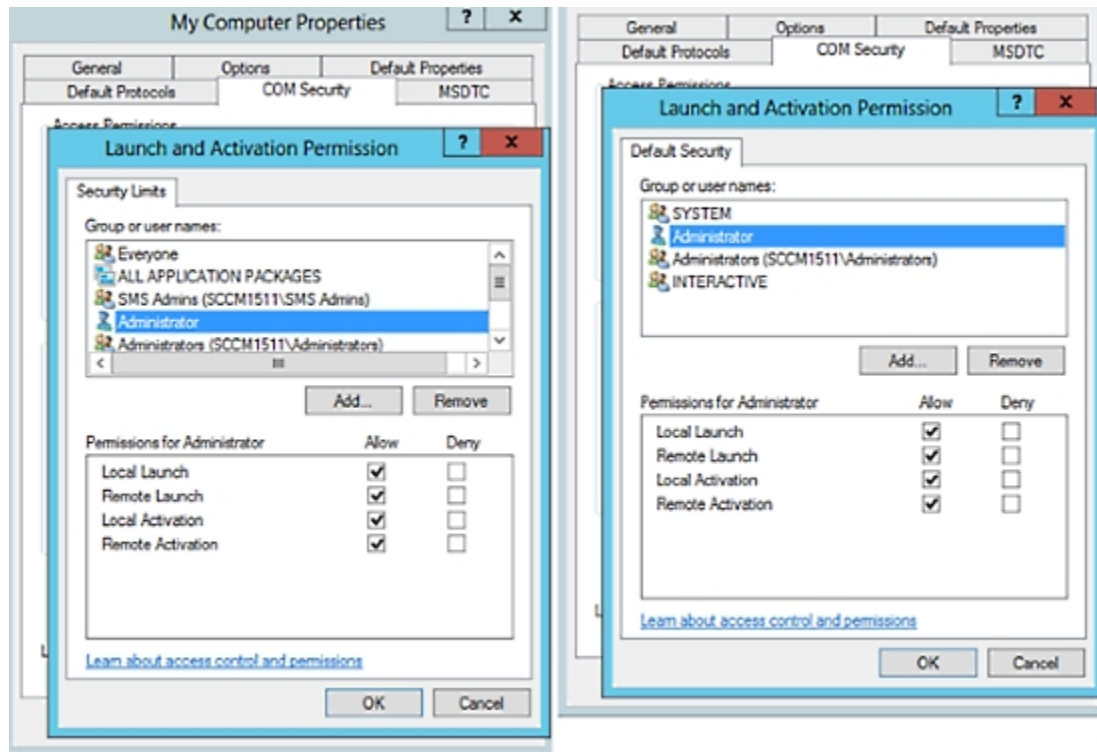 My Computer Properties
? x
General Options Default Properties
Default Protocols COM Security MSDTC
Access Permissions
Launch and Activation Permission
? x
Security Limits
Group or user names:
Everyone
ALL APPLICATION PACKAGES
SMS Admins (SCCM1511\SMS Admins)
Administrator
Administrators (SCCM1511\Administrators)
Add... Remove
Permissions for Administrator Allow Deny
Local Launch
Remote Launch
Local Activation
Remote Activation
Learn about access control and permissions
OK Cancel
General Options Default Properties
Default Protocols COM Security MSDTC
Access Permissions
Launch and Activation Permission
? x
Default Security
Group or user names:
SYSTEM
Administrator
Administrators (SCCM1511\Administrators)
INTERACTIVE
Add... Remove
Permissions for Administrator Allow Deny
Local Launch
Remote Launch
Local Activation
Remote Activation
Learn about access control and permissions
OK Cancel